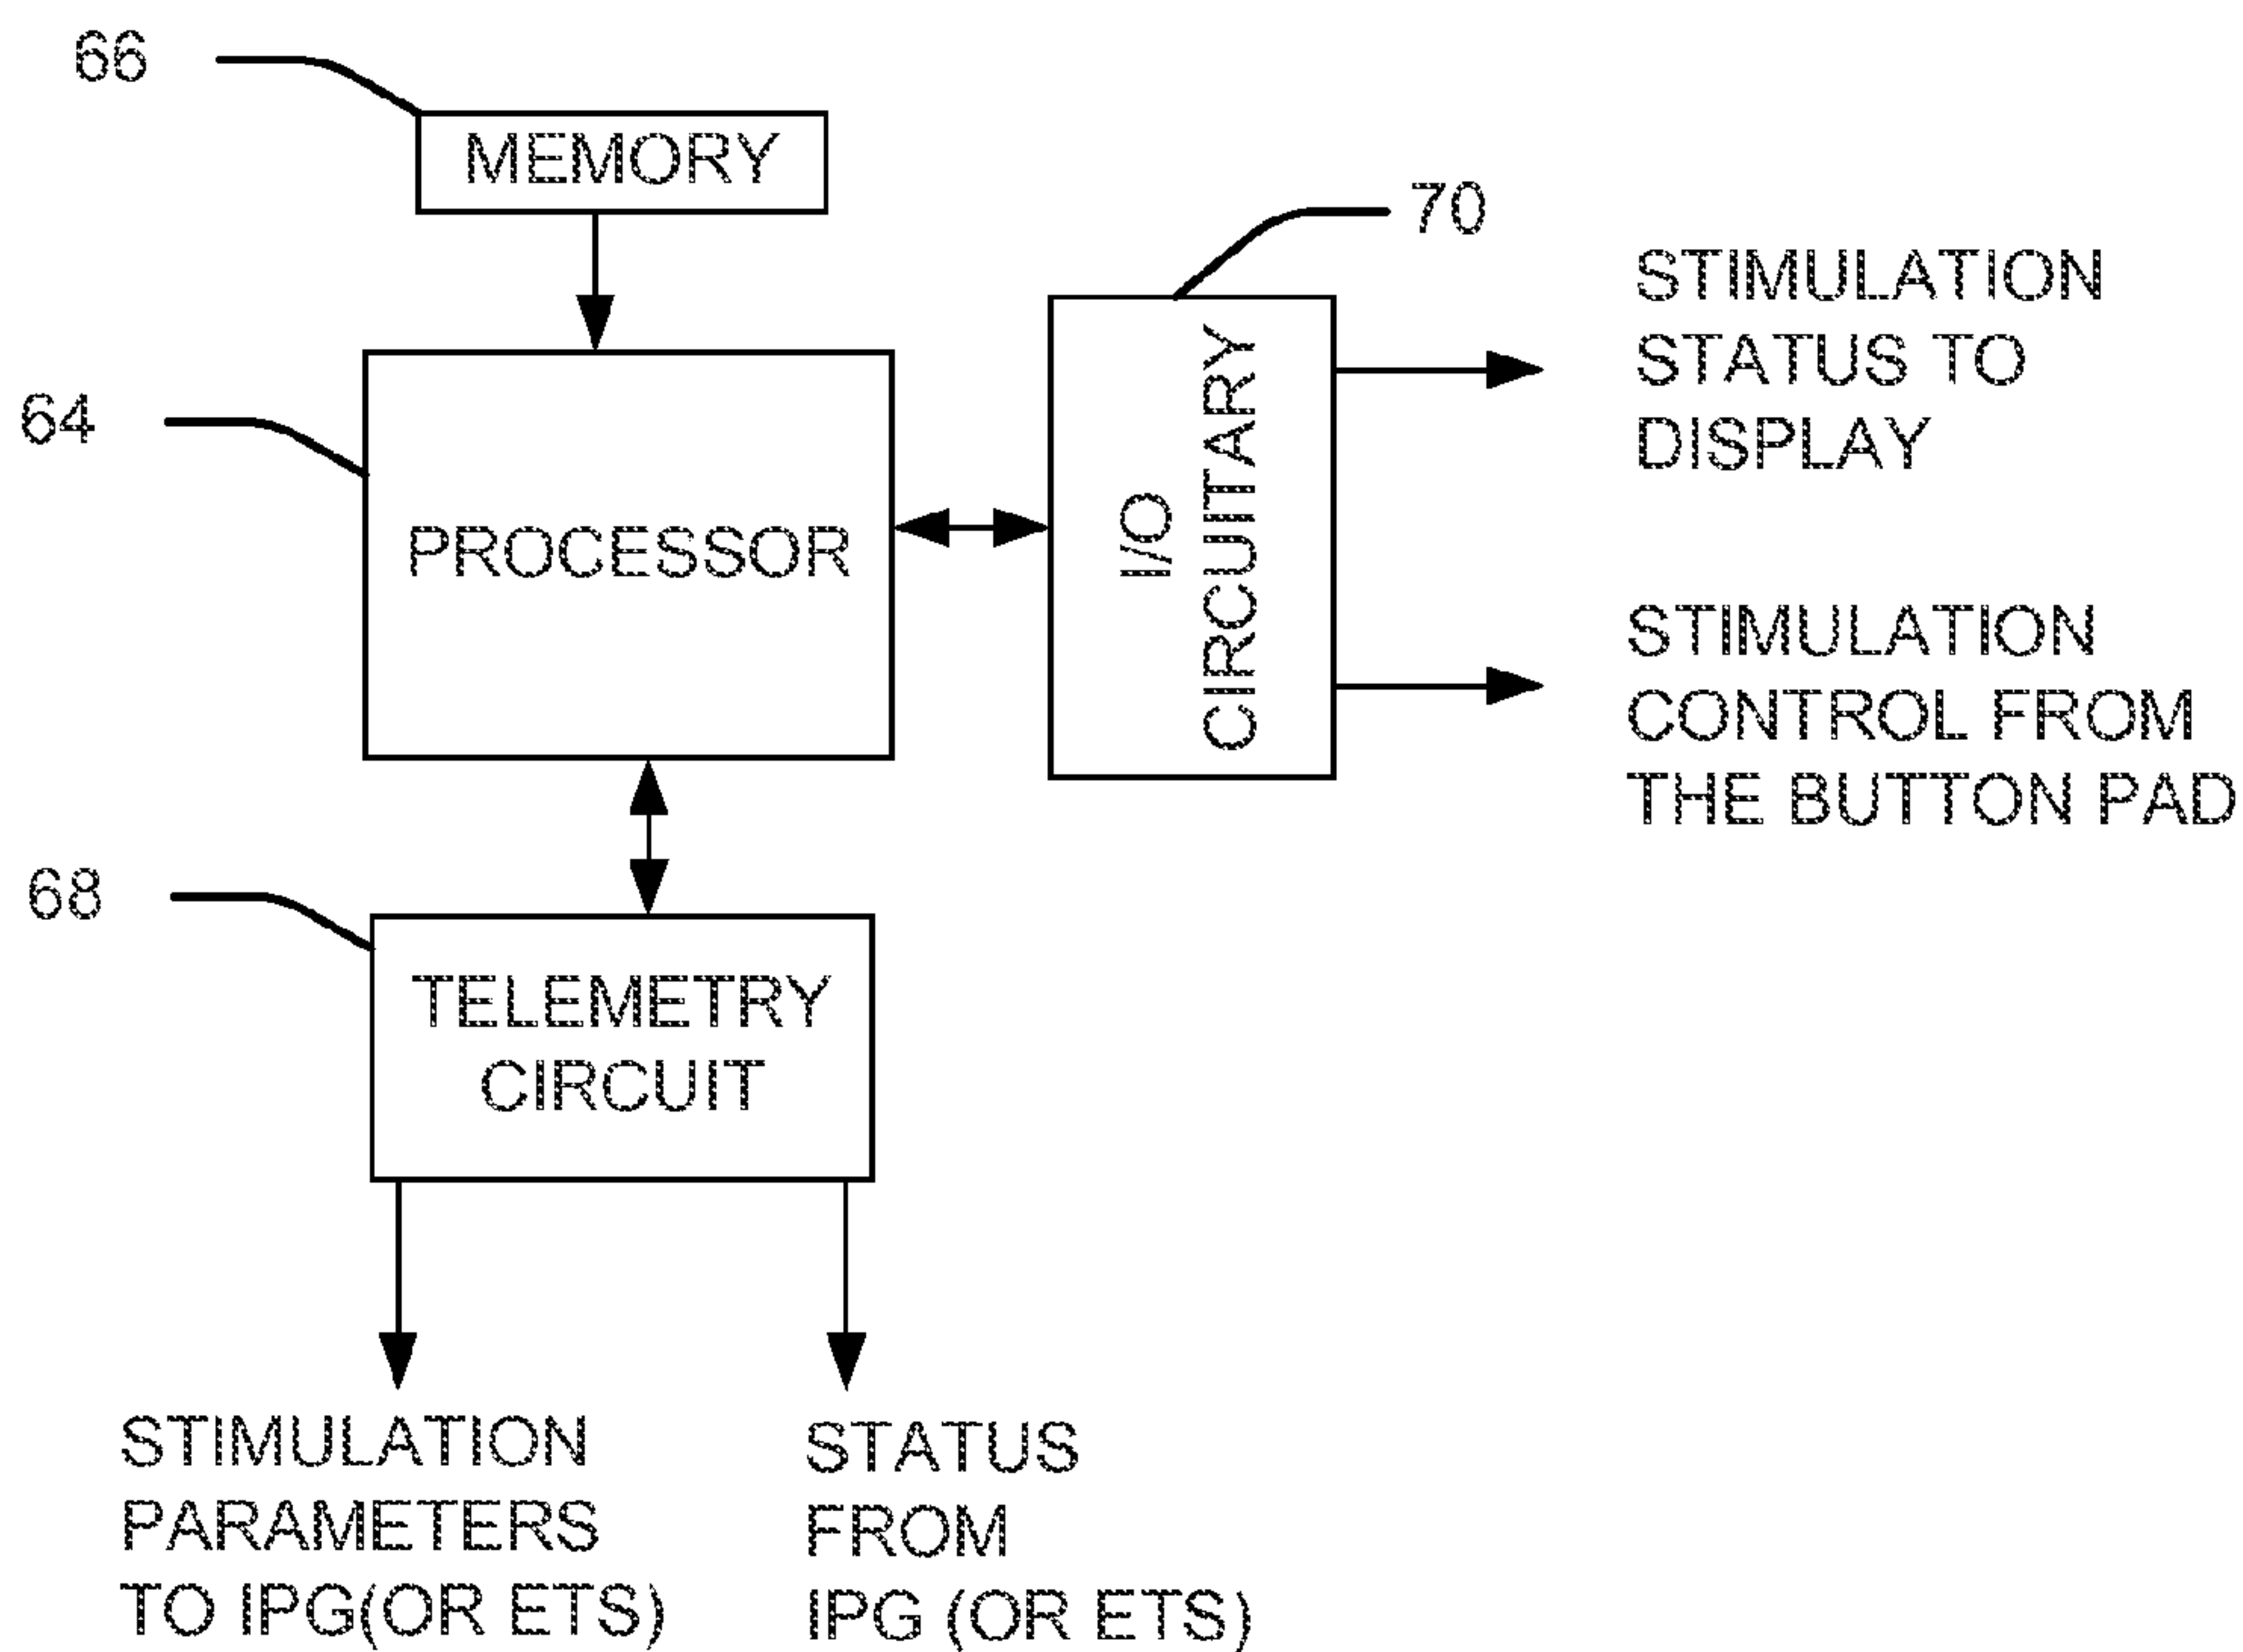 66
MEMORY
70
STIMULATION
STATUS TO
DISPLAY
64
PROCESSOR
I/O
CIRCUITARY
STIMULATION
CONTROL FROM
THE BUTTON PAD
68
TELEMETRY
CIRCUIT
STIMULATION
PARAMETERS
TO IPG(OR ETS)
STATUS
FROM
IPG (OR ETS)